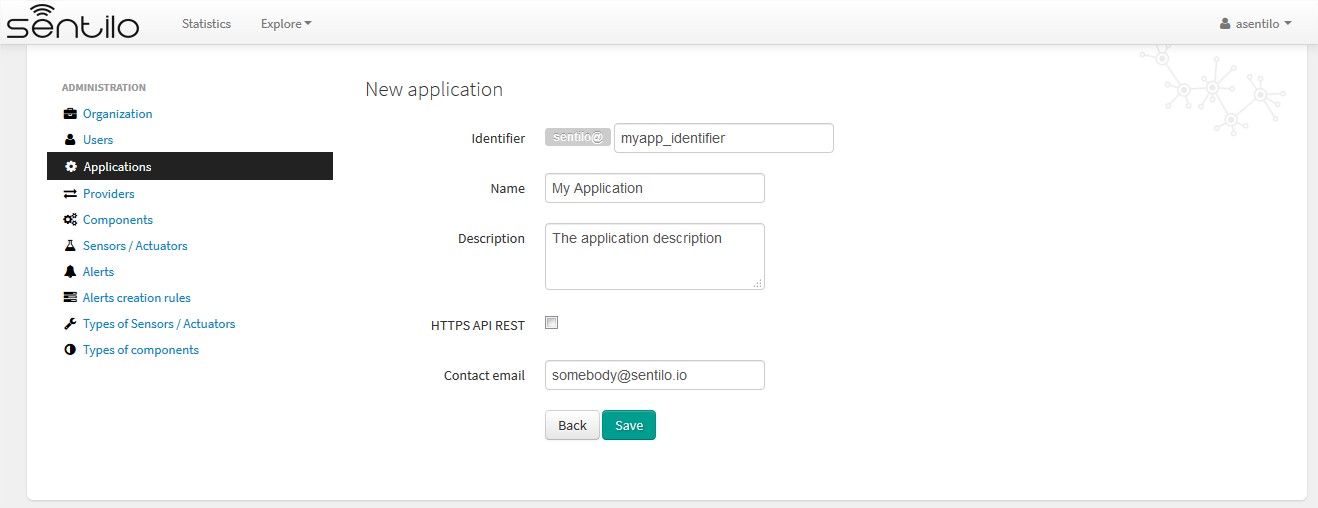 sentilo
Statistics
Explore
asentilo
ADMINISTRATION
Organization
Users
Applications
Providers
Components
Sensors / Actuators
Alerts
Alerts creation rules
Types of Sensors / Actuators
Types of components
New application
Identifier sentilo@ myapp_identifier
Name My Application
Description The application description
HTTPS API REST
Contact email somebody@sentilo.io
Back Save